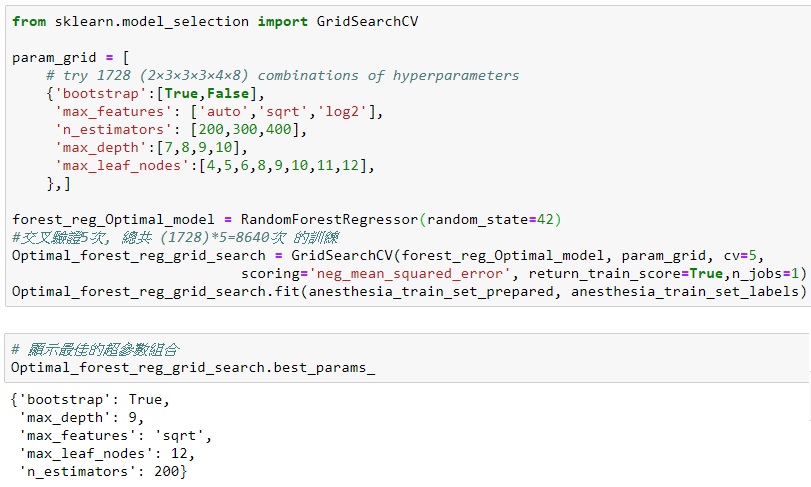 from sklearn.model_selection import GridSearchCV
param_grid = [
# try 1728 (2×3×3×3×4×8) combinations of hyperparameters
{'bootstrap':[True,False],
'max_features': ['auto','sqrt','log2'],
'n_estimators': [200,300,400],
'max_depth':[7,8,9,10],
'max_leaf_nodes':[4,5,6,8,9,10,11,12],
},]
forest_reg_Optimal_model = RandomForestRegressor(random_state=42)
#交叉驗證5次, 總共 (1728)*5=8640次 的訓練
Optimal_forest_reg_grid_search = GridSearchCV(forest_reg_Optimal_model, param_grid, cv=5,
scoring='neg_mean_squared_error', return_train_score=True,n_jobs=1)
Optimal_forest_reg_grid_search.fit(anesthesia_train_set_prepared, anesthesia_train_set_labels)
# 顯示最佳的超參數組合
Optimal_forest_reg_grid_search.best_params_
{'bootstrap': True,
'max_depth': 9,
'max_features': 'sqrt',
'max_leaf_nodes': 12,
'n_estimators': 200}